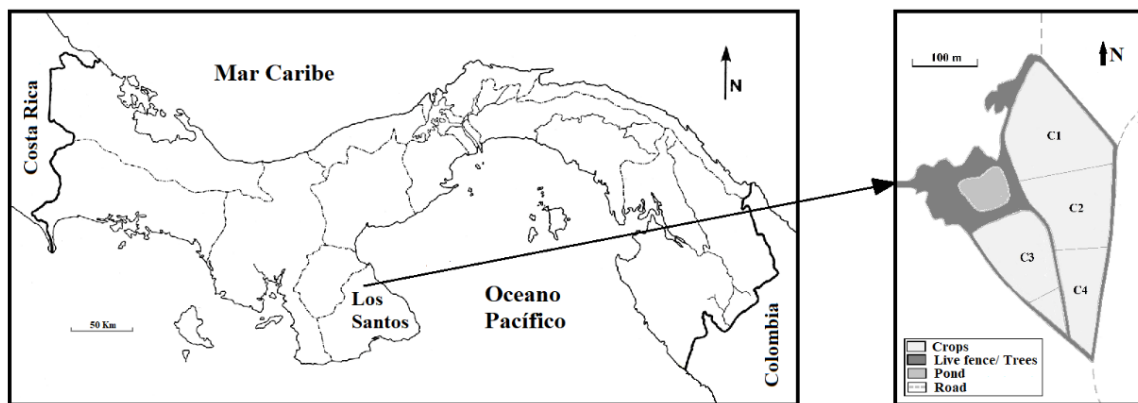 Mar Caribe
N
Costa Rica
Los
Santos
Oceano
Pacífico
Colombia
50 Km
100 m
N
C1
C2
C3
C4
Crops
Live fence/ Trees
Pond
Road